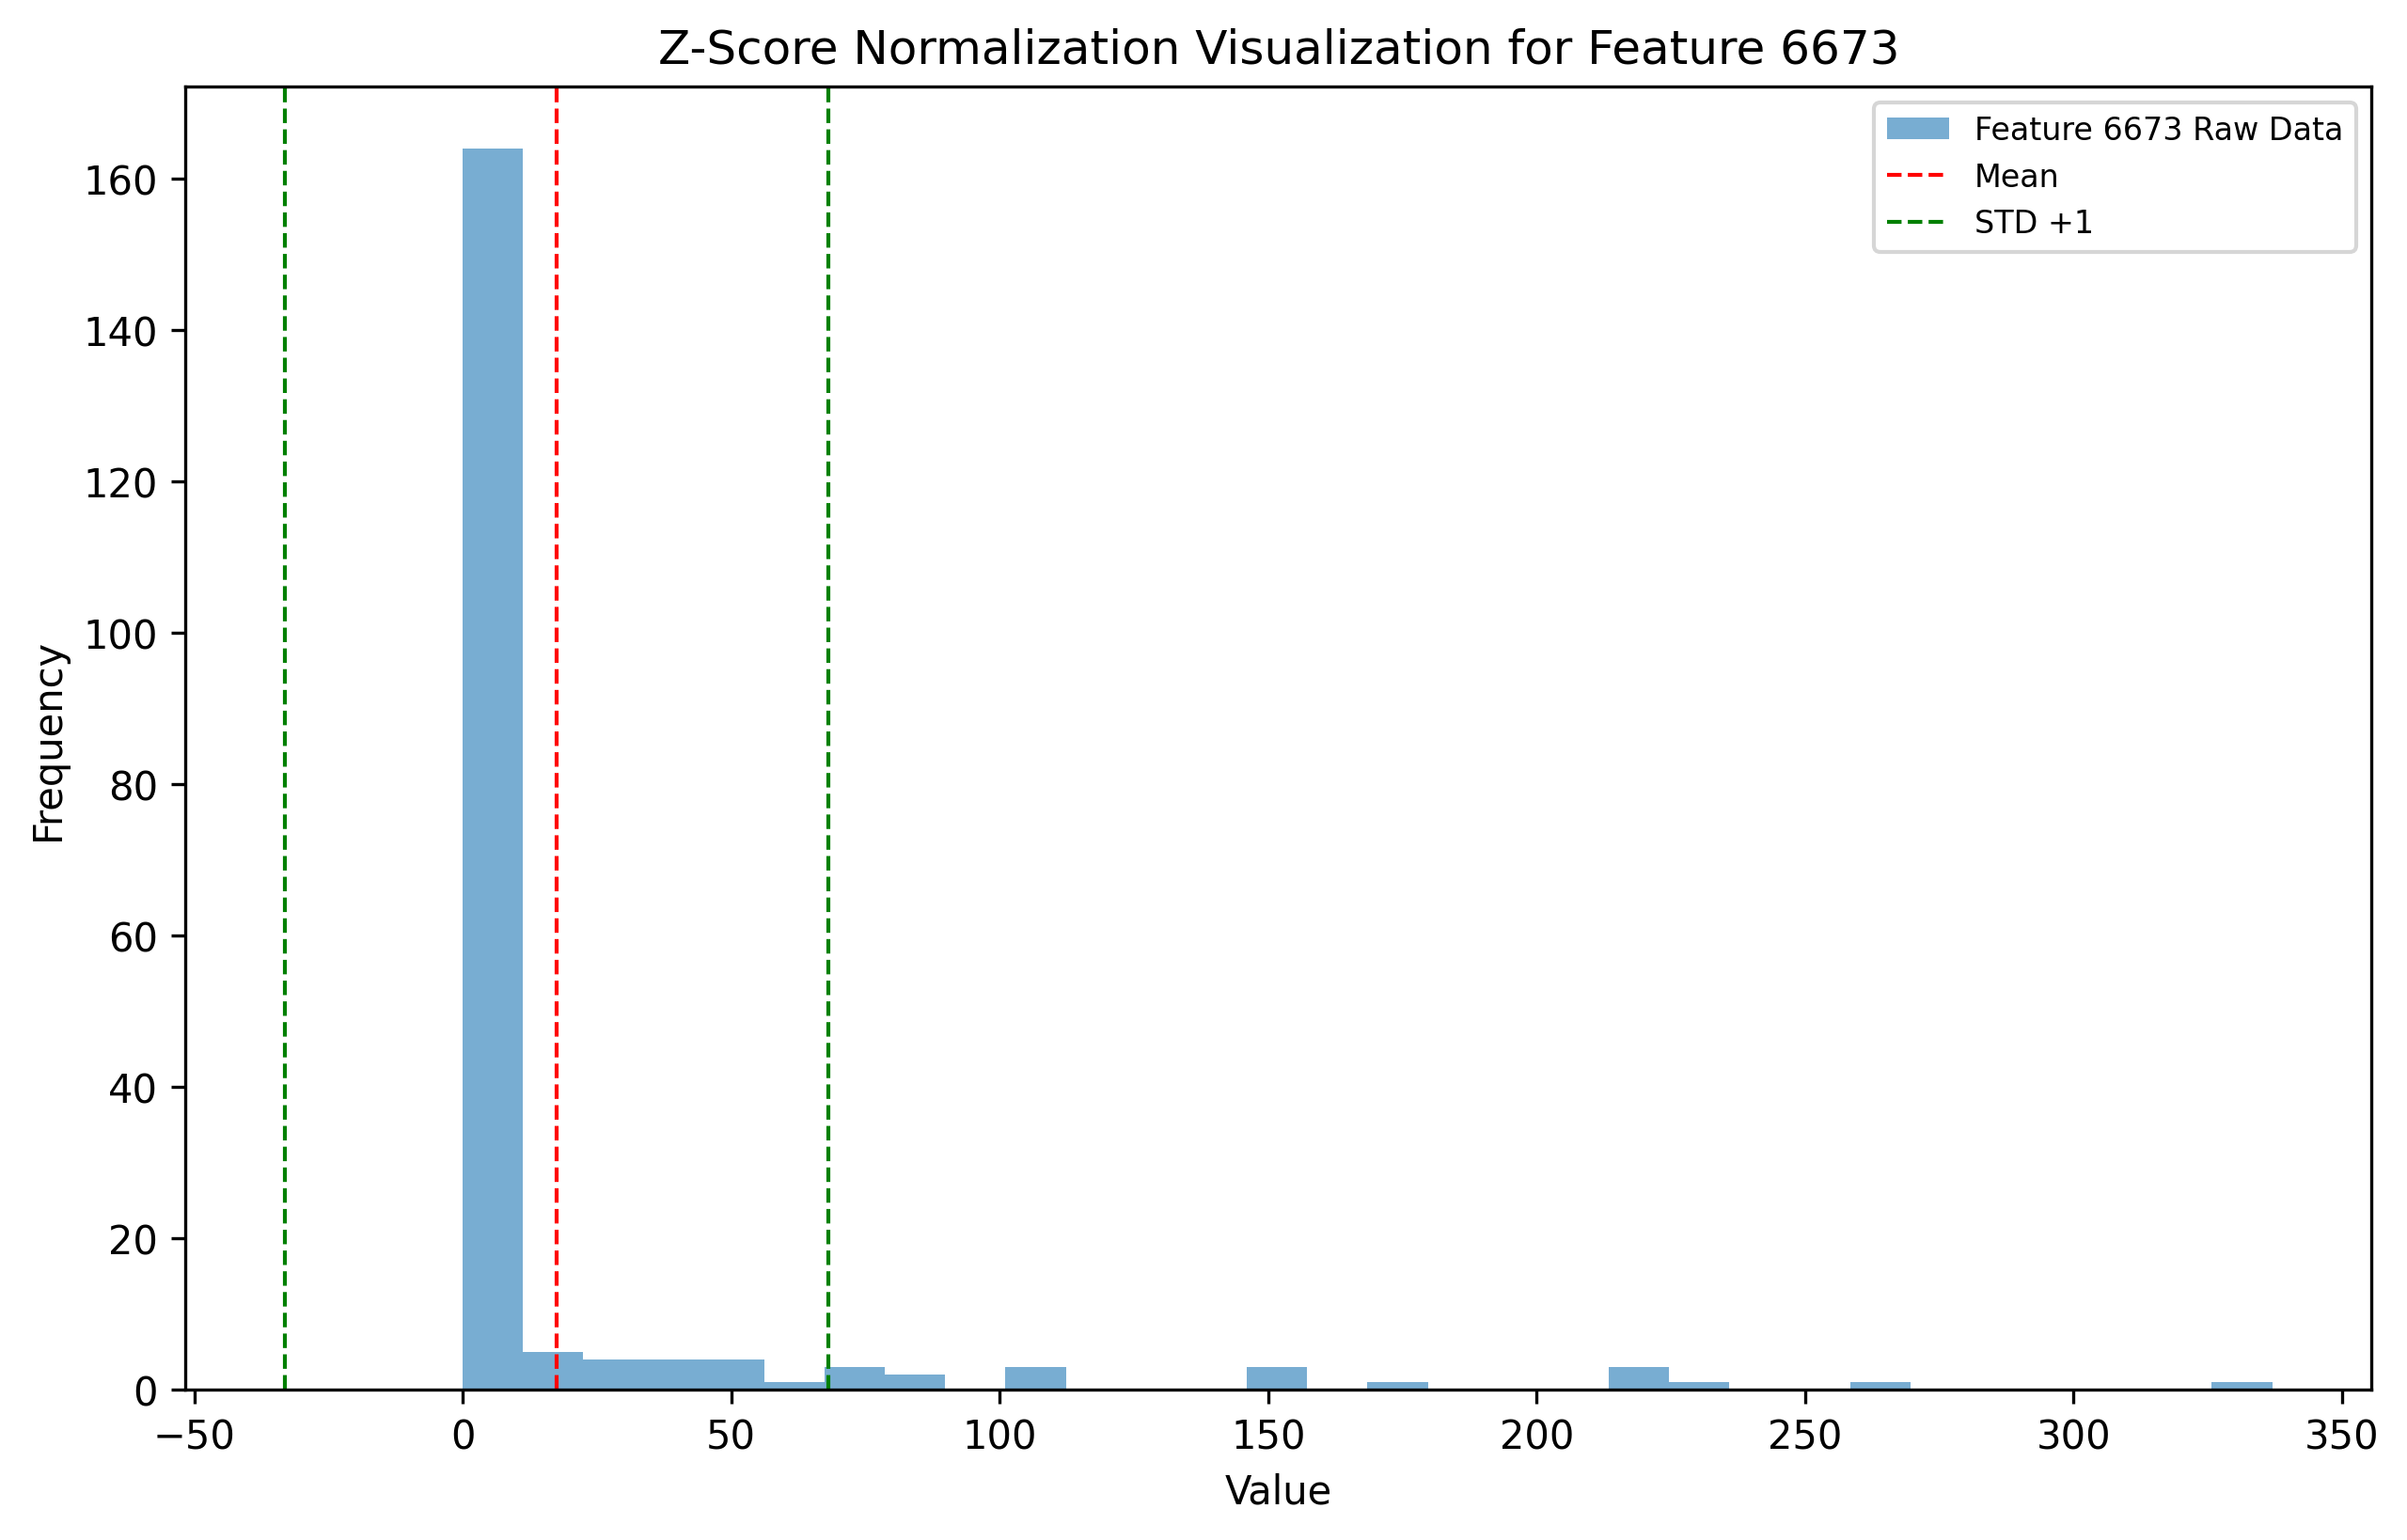 Z-Score Normalization Visualization for Feature 6673
Feature 6673 Raw Data
Mean
STD +1
Frequency
160
140
120
100
80
60
40
20
0
−50 0 50 100 150 200 250 300 350
Value